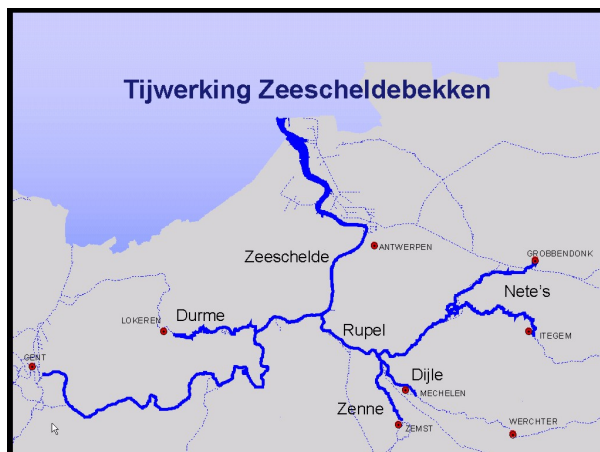 Tijwerking Zeescheldebekken
ANTWERPEN
Zeeschelde
GROBBENDONK
Nete's
Durme
LOKEREN
Rupel
ITEGEM
GENT
Dijle
MECHELEN
Zenne
ZEMST
WERCHTER